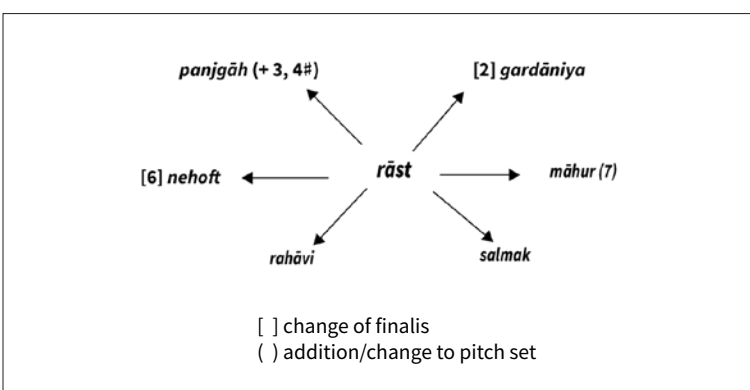 panjgāh (+ 3, 4#)
[2] gardāniya
[6] nehoft
rāst
māhur (7)
rahāvi
salmak
[ ] change of finalis
( ) addition/change to pitch set